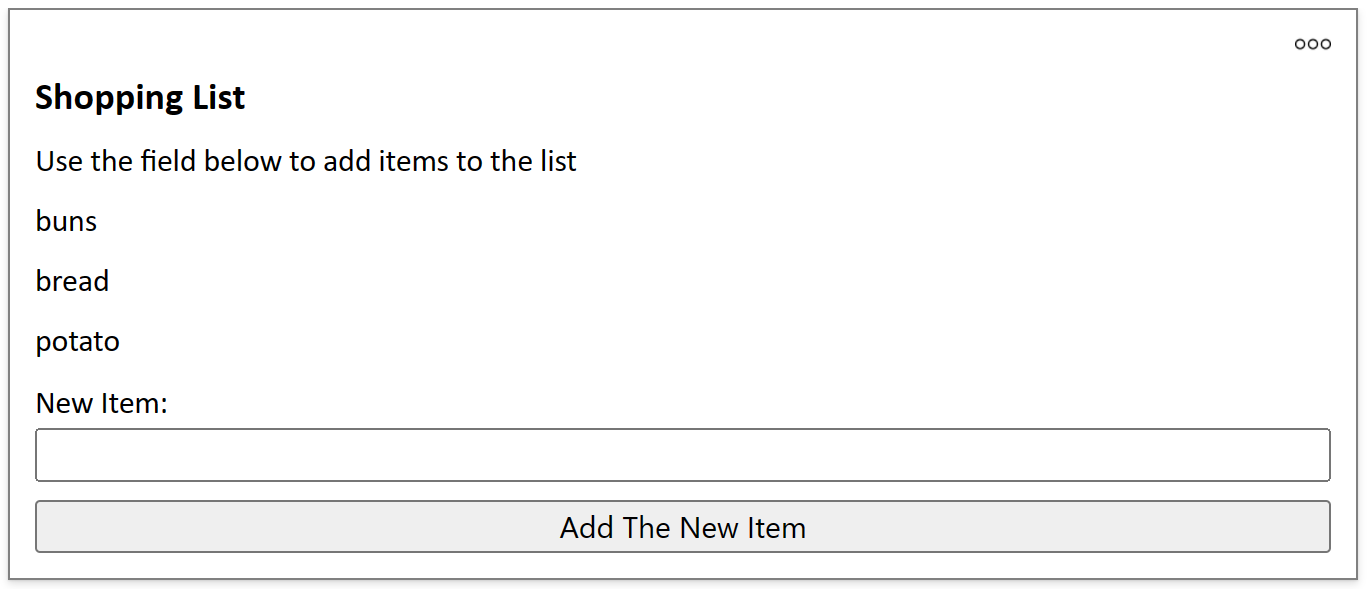 Shopping List
Use the field below to add items to the list
buns
bread
potato
New Item:
Add The New Item